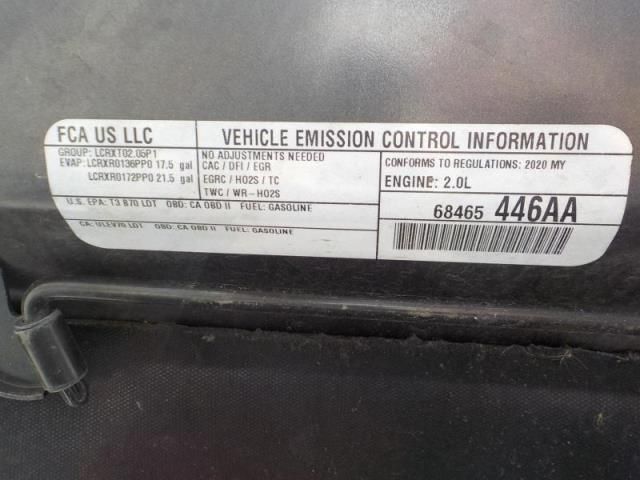 FCA US LLC
VEHICLE EMISSION CONTROL INFORMATION
GROUP: LCRXT02.05P1
EVAP: LCRXR0136PP0 17.5 gal
LCRXR0172PP0 21.5 gal
NO ADJUSTMENTS NEEDED
CAC / DFI / EGR
EGRC / HO2S / TC
TWC / WR-HO2S
CONFORMS TO REGULATIONS: 2020 MY
ENGINE: 2.0L
U.S. EPA: T3 B70 LDT OBD: CA OBD II FUEL: GASOLINE
CA: ULEV70 LDT OBD: CA OBD II FUEL: GASOLINE
68465 446AA